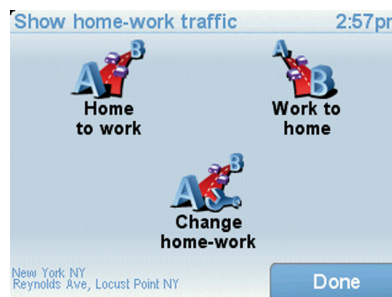 Show home-work traffic 2:57pm
A B
A B
Home Work to
to work home
A B
Change
home-work
New York NY
Reynolds Ave, Locust Point NY
Done